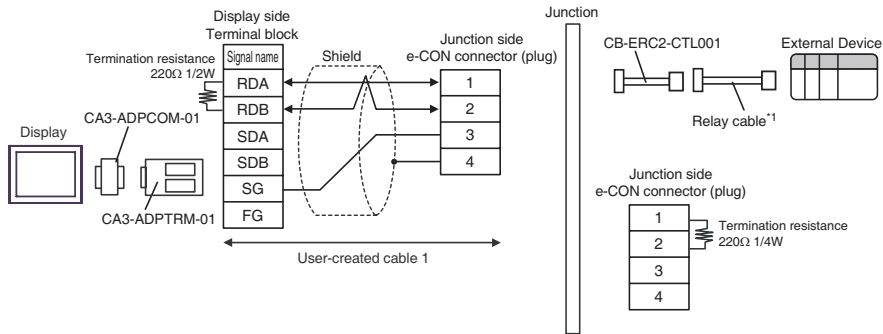 Display side
Terminal block
Termination resistance
220Ω 1/2W
Signal name
Shield
Junction side
e-CON connector (plug)
RDA
1
RDB
2
SDA
3
SDB
4
SG
FG
CA3-ADPCOM-01
Display
CA3-ADPTRM-01
User-created cable 1
Junction
CB-ERC2-CTL001
External Device
Relay cable*1
Junction side
e-CON connector (plug)
1
2
3
4
Termination resistance
220Ω 1/4W